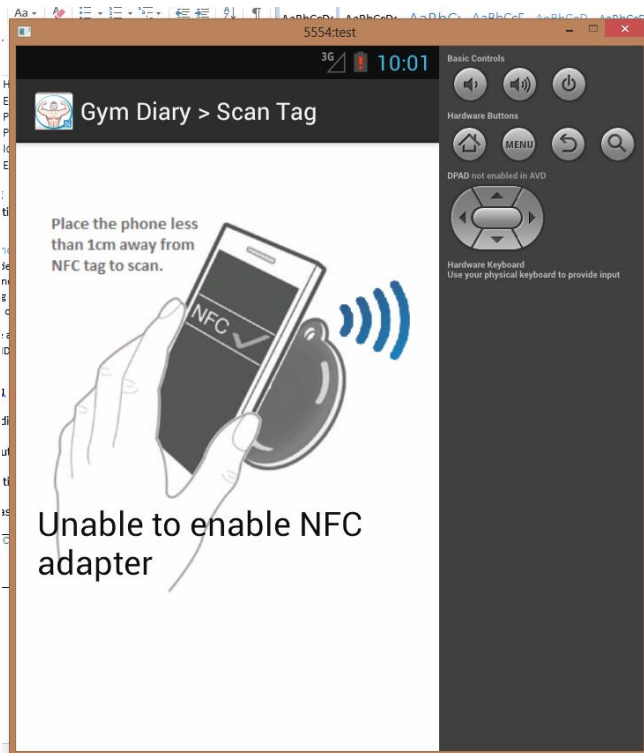 Aa
5554:test
3G
10:01
Gym Diary > Scan Tag
Place the phone less
than 1cm away from
NFC tag to scan.
NFC
Unable to enable NFC
adapter
Basic Controls
Hardware Buttons
MENU
DPAD not enabled in AVD
Hardware Keyboard
Use your physical keyboard to provide input